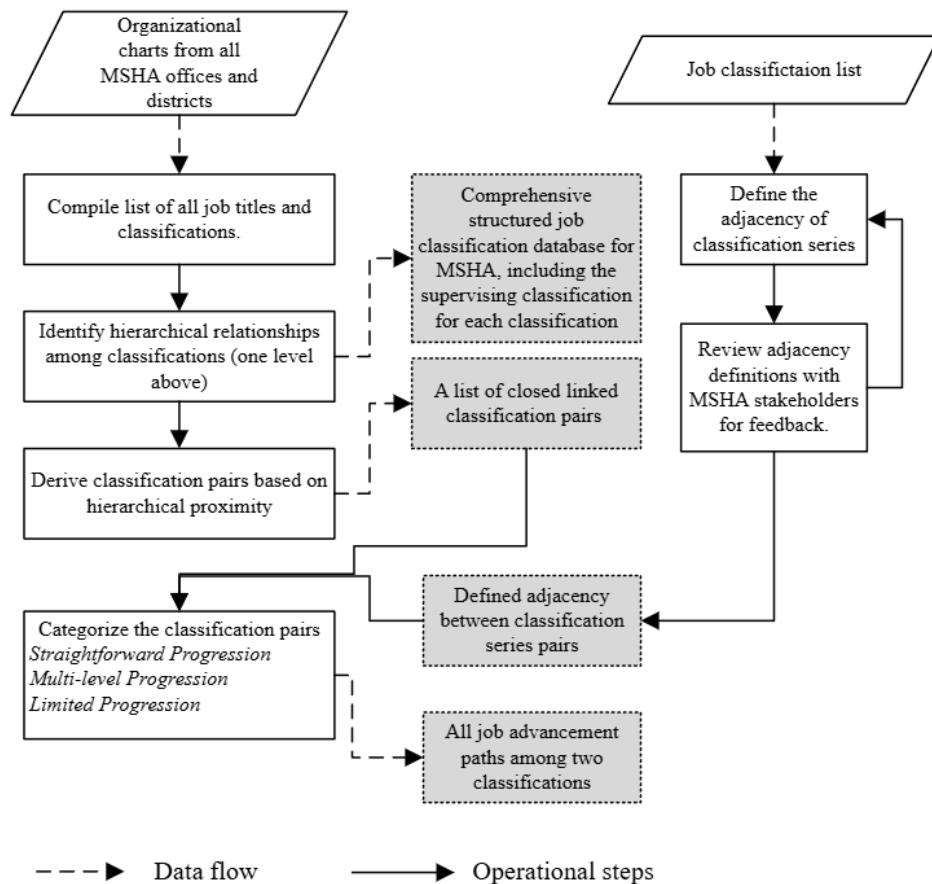 Organizational
charts from all
MSHA offices and
districts
Job classifictaion list
Compile list of all job titles and
classifications.
Comprehensive
structured job
classification database for
MSHA, including the
supervising classification
for each classification
Define the
adjacency of
classification series
Identify hierarchical relationships
among classifications (one level
above)
A list of closed linked
classification pairs
Review adjacency
definitions with
MSHA stakeholders
for feedback.
Derive classification pairs based on
hierarchical proximity
Defined adjacency
between classification
series pairs
Categorize the classification pairs
Straightforward Progression
Multi-level Progression
Limited Progression
All job advancement
paths among two
classifications
Data flow
Operational steps